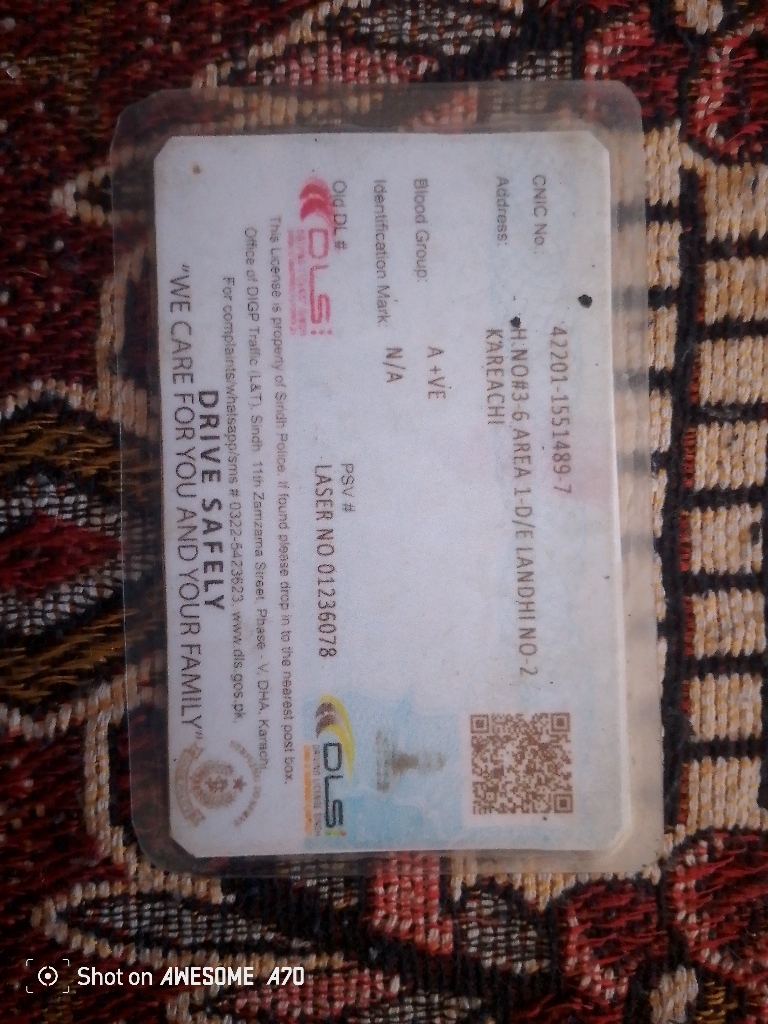 CNIC No. 42201-1551489-7
Address: H NO#3-6 AREA 1-D/E LANDHI NO-2
KAREACHI
Blood Group: A +VE
Identification Mark: N/A
Old DL # PSV #
LASER NO 01236078
DLS
DLS
DRIVING LICENSE SINDH
This License is property of Sindh Police. If found please drop in to the nearest post box.
Office of DIGP Traffic (L&T), Sindh. 11th Zamzama Street, Phase - V, DHA, Karachi.
For complaints/whatsapp/sms # 0322-5423623, www.dls.gos.pk
DRIVE SAFELY
"WE CARE FOR YOU AND YOUR FAMILY"
Shot on AWESOME A70